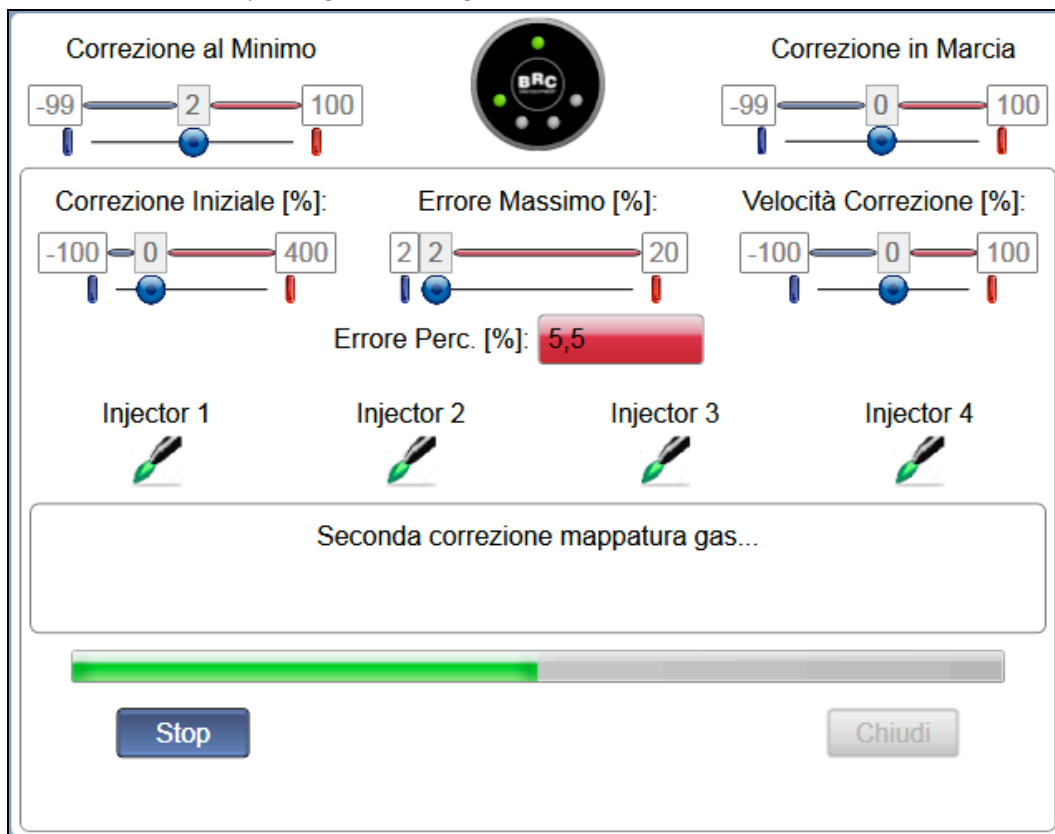 Correzione al Minimo
Correzione in Marcia
-99 2 100
BRC
-99 0 100
Correzione Iniziale [%]:
Errore Massimo [%]:
Velocità Correzione [%]:
-100 0 400
2 2 20
-100 0 100
Errore Perc. [%]: 5,5
Injector 1
Injector 2
Injector 3
Injector 4
Seconda correzione mappatura gas...
Stop
Chiudi